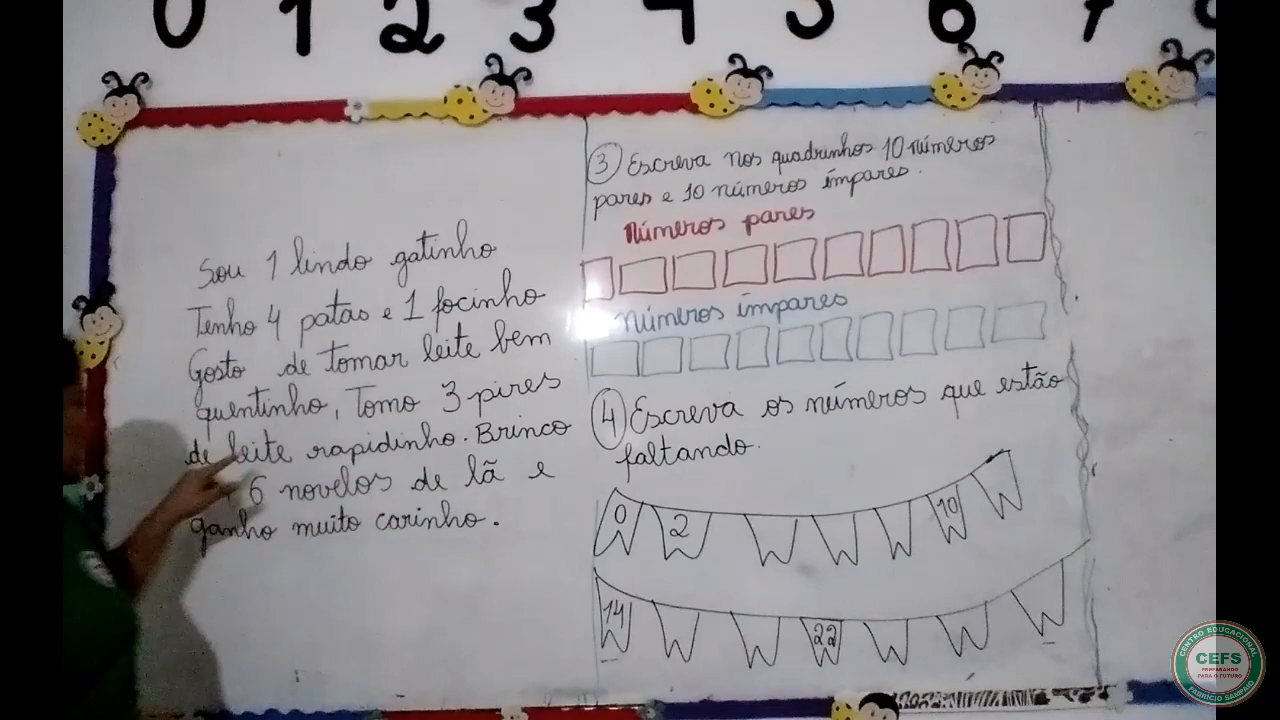 0 1 2 3 4 5 6 7
Sou 1 lindo gatinho
Tenho 4 patas e 1 focinho
Gosto de tomar leite bem
quentinho, Tomo 3 pires
de leite rapidinho. Brinco
6 novelos de lã e
ganho muito carinho.
3 Escreva nos quadrinhos 10 números
pares e 10 números ímpares.
Números pares
Números ímpares
4 Escreva os números que estão
faltando.
0 2 10
14 22
CENTRO EDUCACIONAL
CEFS
PREPARANDO
PARA O FUTURO
FABRÍCIO SAMPAIO